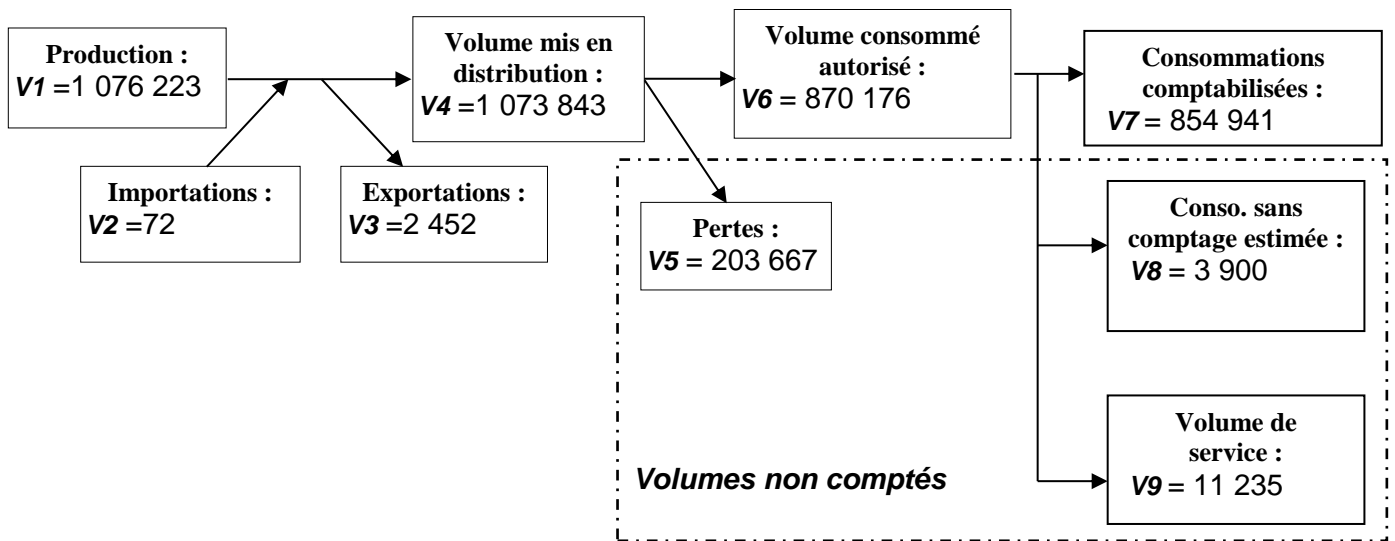 Production :
V1 =1 076 223
Volume mis en
distribution :
V4 =1 073 843
Volume consommé
autorisé :
V6 = 870 176
Consommations
comptabilisées :
V7 = 854 941
Importations :
V2 =72
Exportations :
V3 =2 452
Pertes :
V5 = 203 667
Conso. sans
comptage estimée :
V8 = 3 900
Volumes non comptés
Volume de
service :
V9 = 11 235